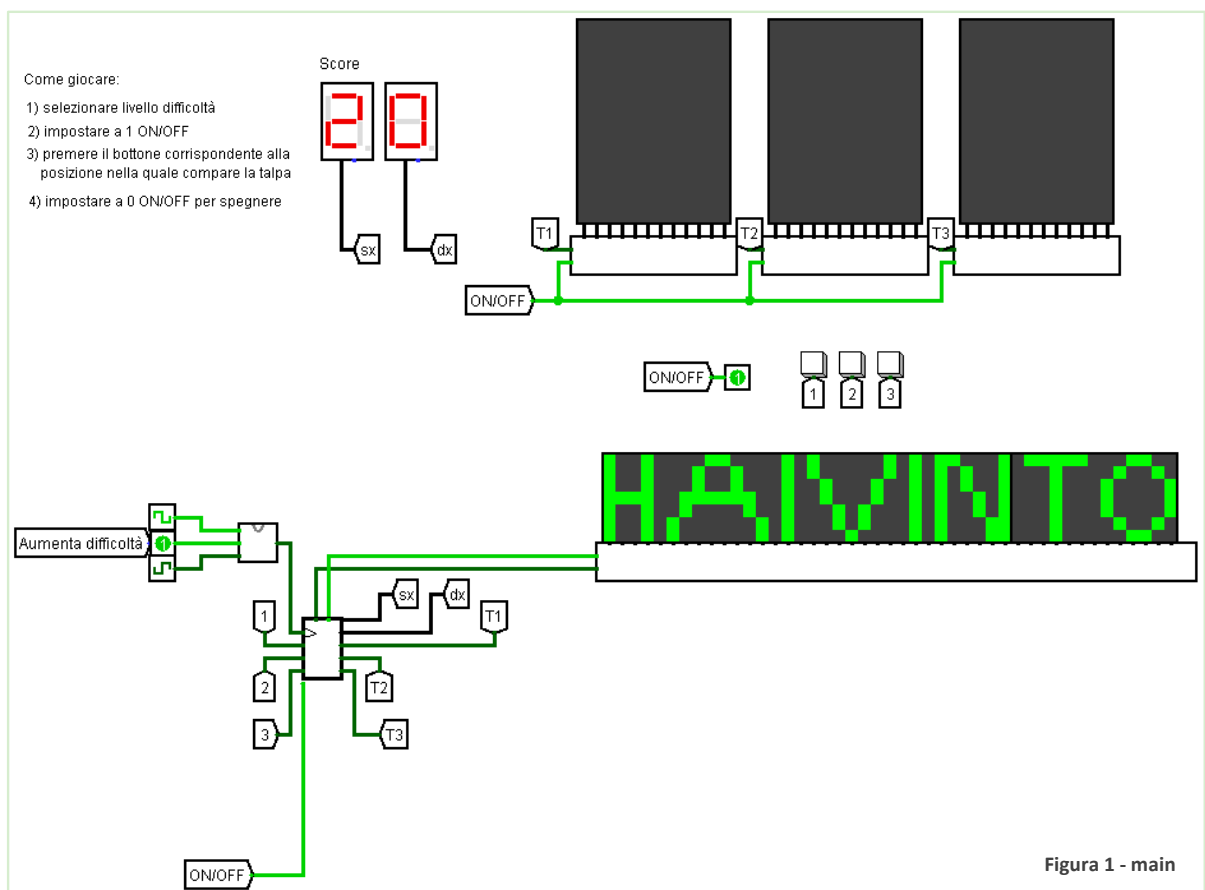 Score
Come giocare:
1) selezionare livello difficoltà
2) impostare a 1 ON/OFF
3) premere il bottone corrispondente alla
posizione nella quale compare la talpa
4) impostare a 0 ON/OFF per spegnere
20
sx
dx
T1
T2
T3
ON/OFF
ON/OFF
1
1
2
3
HAIVINTO
Aumenta difficoltà
1
sx
dx
1
T1
2
T2
3
T3
ON/OFF
Figura 1 - main